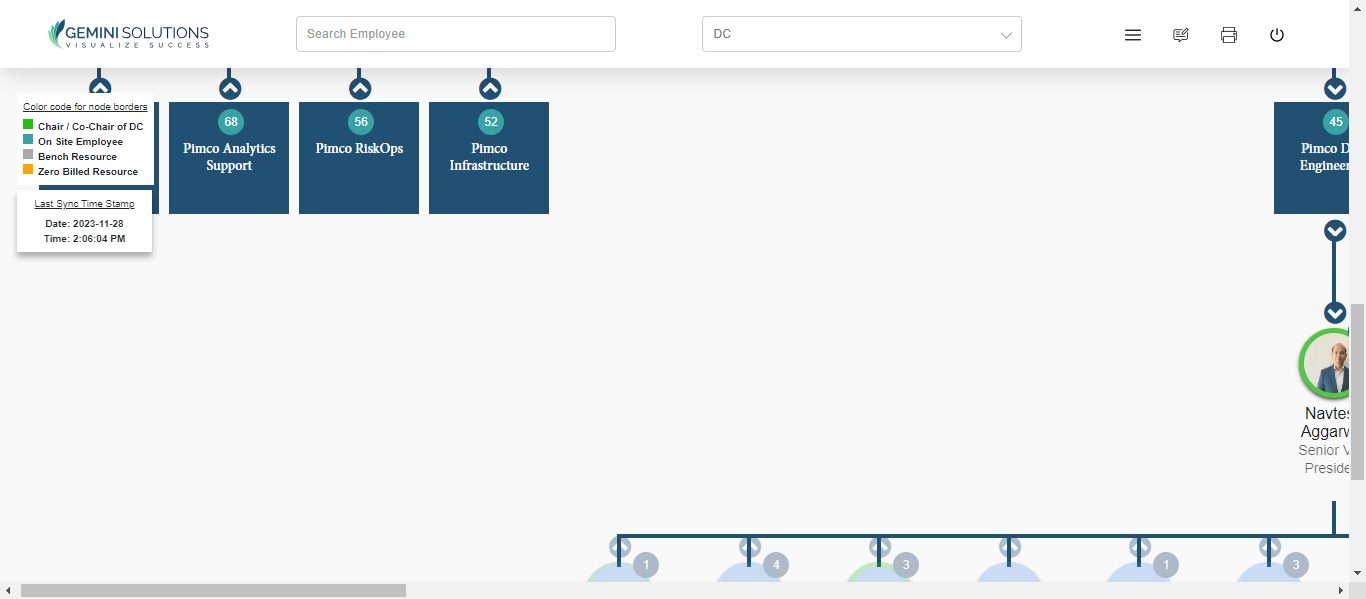 GEMINI SOLUTIONS
VISUALIZE SUCCESS
Search Employee
DC
Color code for node borders
Chair / Co-Chair of DC
On Site Employee
Bench Resource
Zero Billed Resource
Last Sync Time Stamp
Date: 2023-11-28
Time: 2:06:04 PM
68
Pimco Analytics
Support
56
Pimco RiskOps
52
Pimco
Infrastructure
45
Pimco D
Engineer
Navtes
Aggarw
Senior V
Preside
1
4
3
1
3